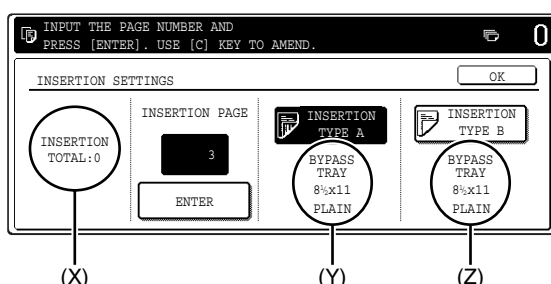 INPUT THE PAGE NUMBER AND
PRESS [ENTER]. USE [C] KEY TO AMEND.
0
INSERTION SETTINGS
OK
INSERTION
TOTAL:0
INSERTION PAGE
3
ENTER
INSERTION
TYPE A
BYPASS
TRAY
8½x11
PLAIN
INSERTION
TYPE B
BYPASS
TRAY
8½x11
PLAIN
(X)
(Y)
(Z)